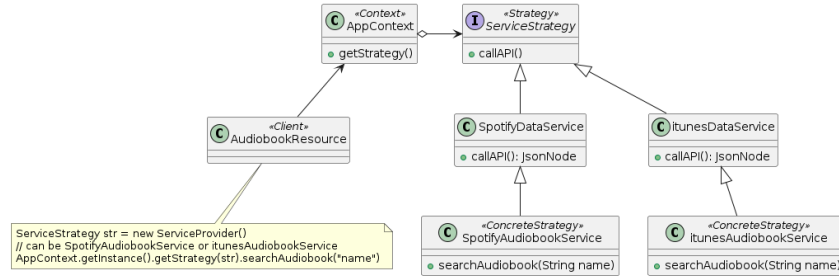 «Context»
C AppContext
getStrategy()
«Strategy»
I ServiceStrategy
callAPI()
«Client»
C AudiobookResource
C SpotifyDataService
callAPI(): JsonNode
C itunesDataService
callAPI(): JsonNode
ServiceStrategy str = new ServiceProvider()
// can be SpotifyAudiobookService or itunesAudiobookService
AppContext.getInstance().getStrategy(str).searchAudiobook("name")
«ConcreteStrategy»
C SpotifyAudiobookService
searchAudiobook(String name)
«ConcreteStrategy»
C itunesAudiobookService
searchAudiobook(String name)